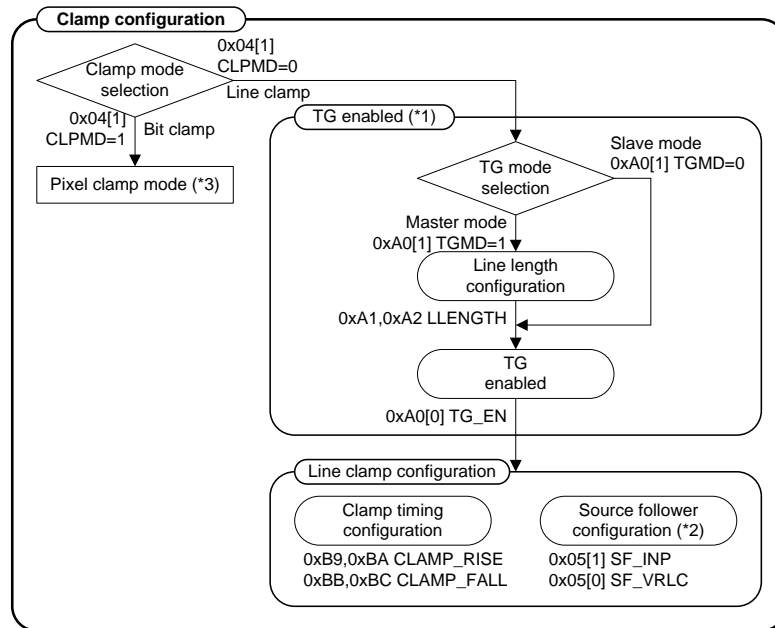 Clamp configuration
0x04[1]
CLPMD=0
Clamp mode
selection
Line clamp
0x04[1]
CLPMD=1
Bit clamp
Pixel clamp mode (*3)
TG enabled (*1)
Slave mode
0xA0[1] TGMD=0
TG mode
selection
Master mode
0xA0[1] TGMD=1
Line length
configuration
0xA1,0xA2 LLENGTH
TG
enabled
0xA0[0] TG_EN
Line clamp configuration
Clamp timing
configuration
0xB9,0xBA CLAMP_RISE
0xBB,0xBC CLAMP_FALL
Source follower
configuration (*2)
0x05[1] SF_INP
0x05[0] SF_VRLC